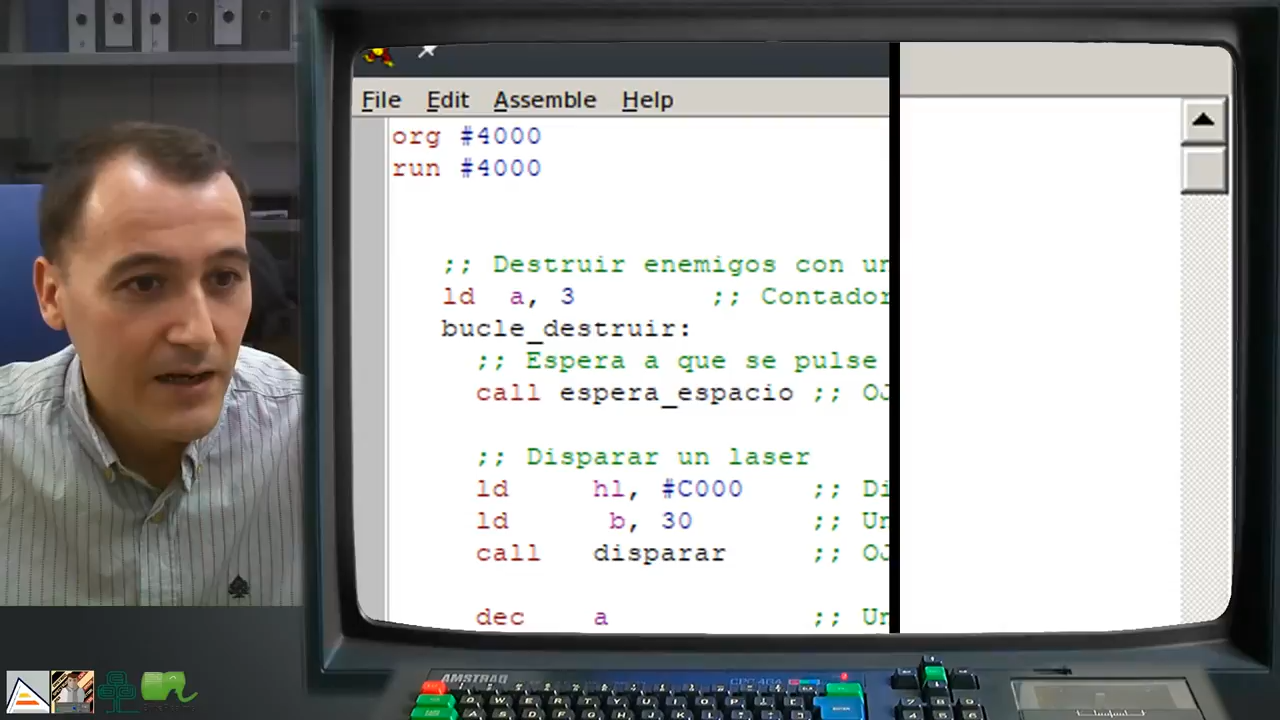 File Edit Assemble Help
org #4000
run #4000
;; Destruir enemigos con un
ld a, 3 ;; Contador
bucle_destruir:
;; Espera a que se pulse
call espera_espacio ;; OJ
;; Disparar un laser
ld hl, #C000 ;; Di
ld b, 30 ;; Un
call disparar ;; OJ
dec a ;; Un
AMSTRAD